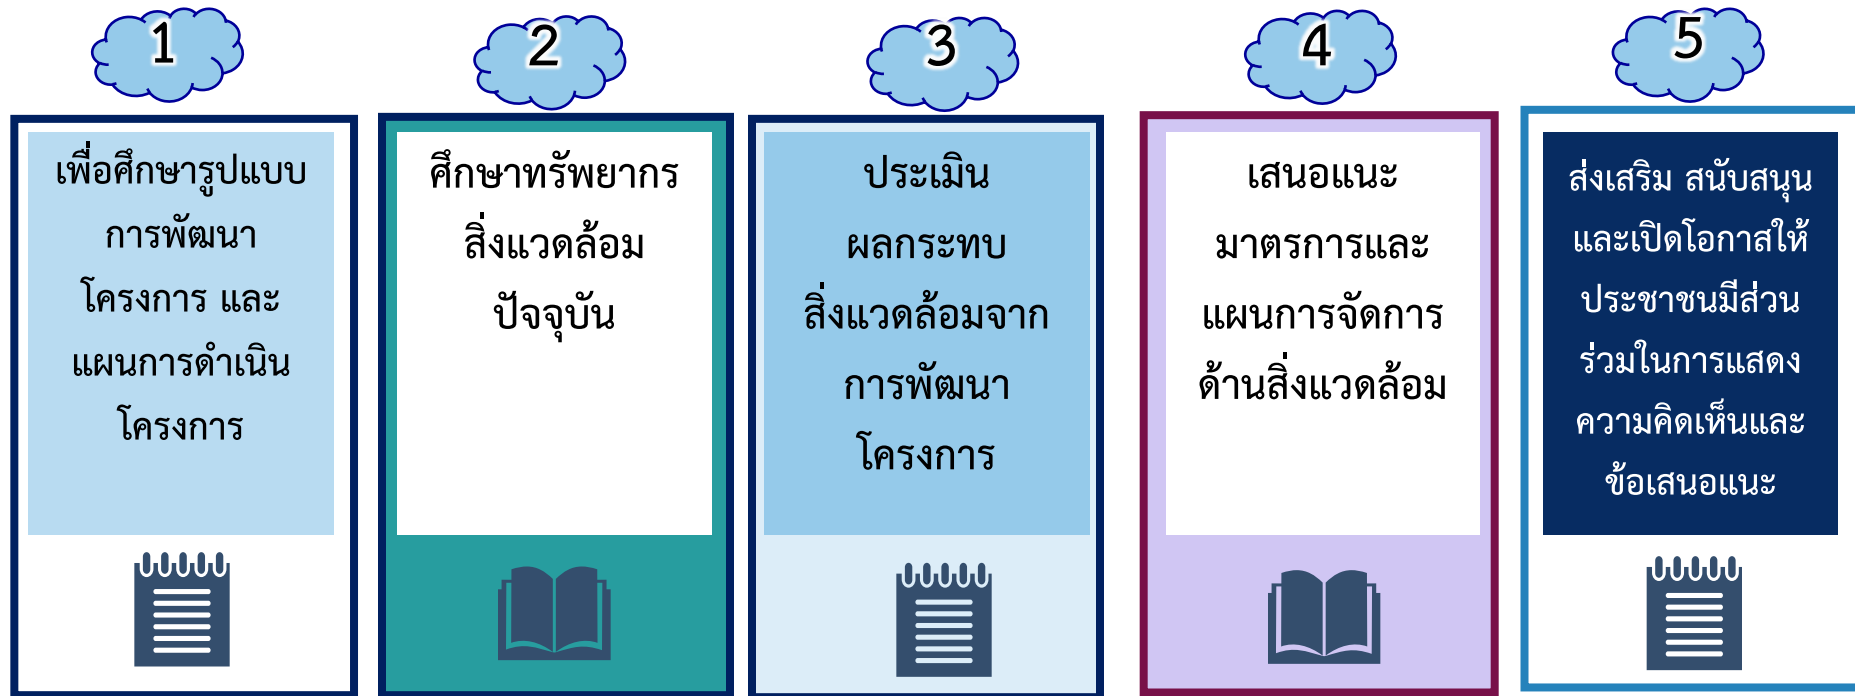 1
เพื่อศึกษารูปแบบ
การพัฒนา
โครงการ และ
แผนการดำเนิน
โครงการ
2
ศึกษาทรัพยากร
สิ่งแวดล้อม
ปัจจุบัน
3
ประเมิน
ผลกระทบ
สิ่งแวดล้อมจาก
การพัฒนา
โครงการ
4
เสนอแนะ
มาตรการและ
แผนการจัดการ
ด้านสิ่งแวดล้อม
5
ส่งเสริม สนับสนุน
และเปิดโอกาสให้
ประชาชนมีส่วน
ร่วมในการแสดง
ความคิดเห็นและ
ข้อเสนอแนะ